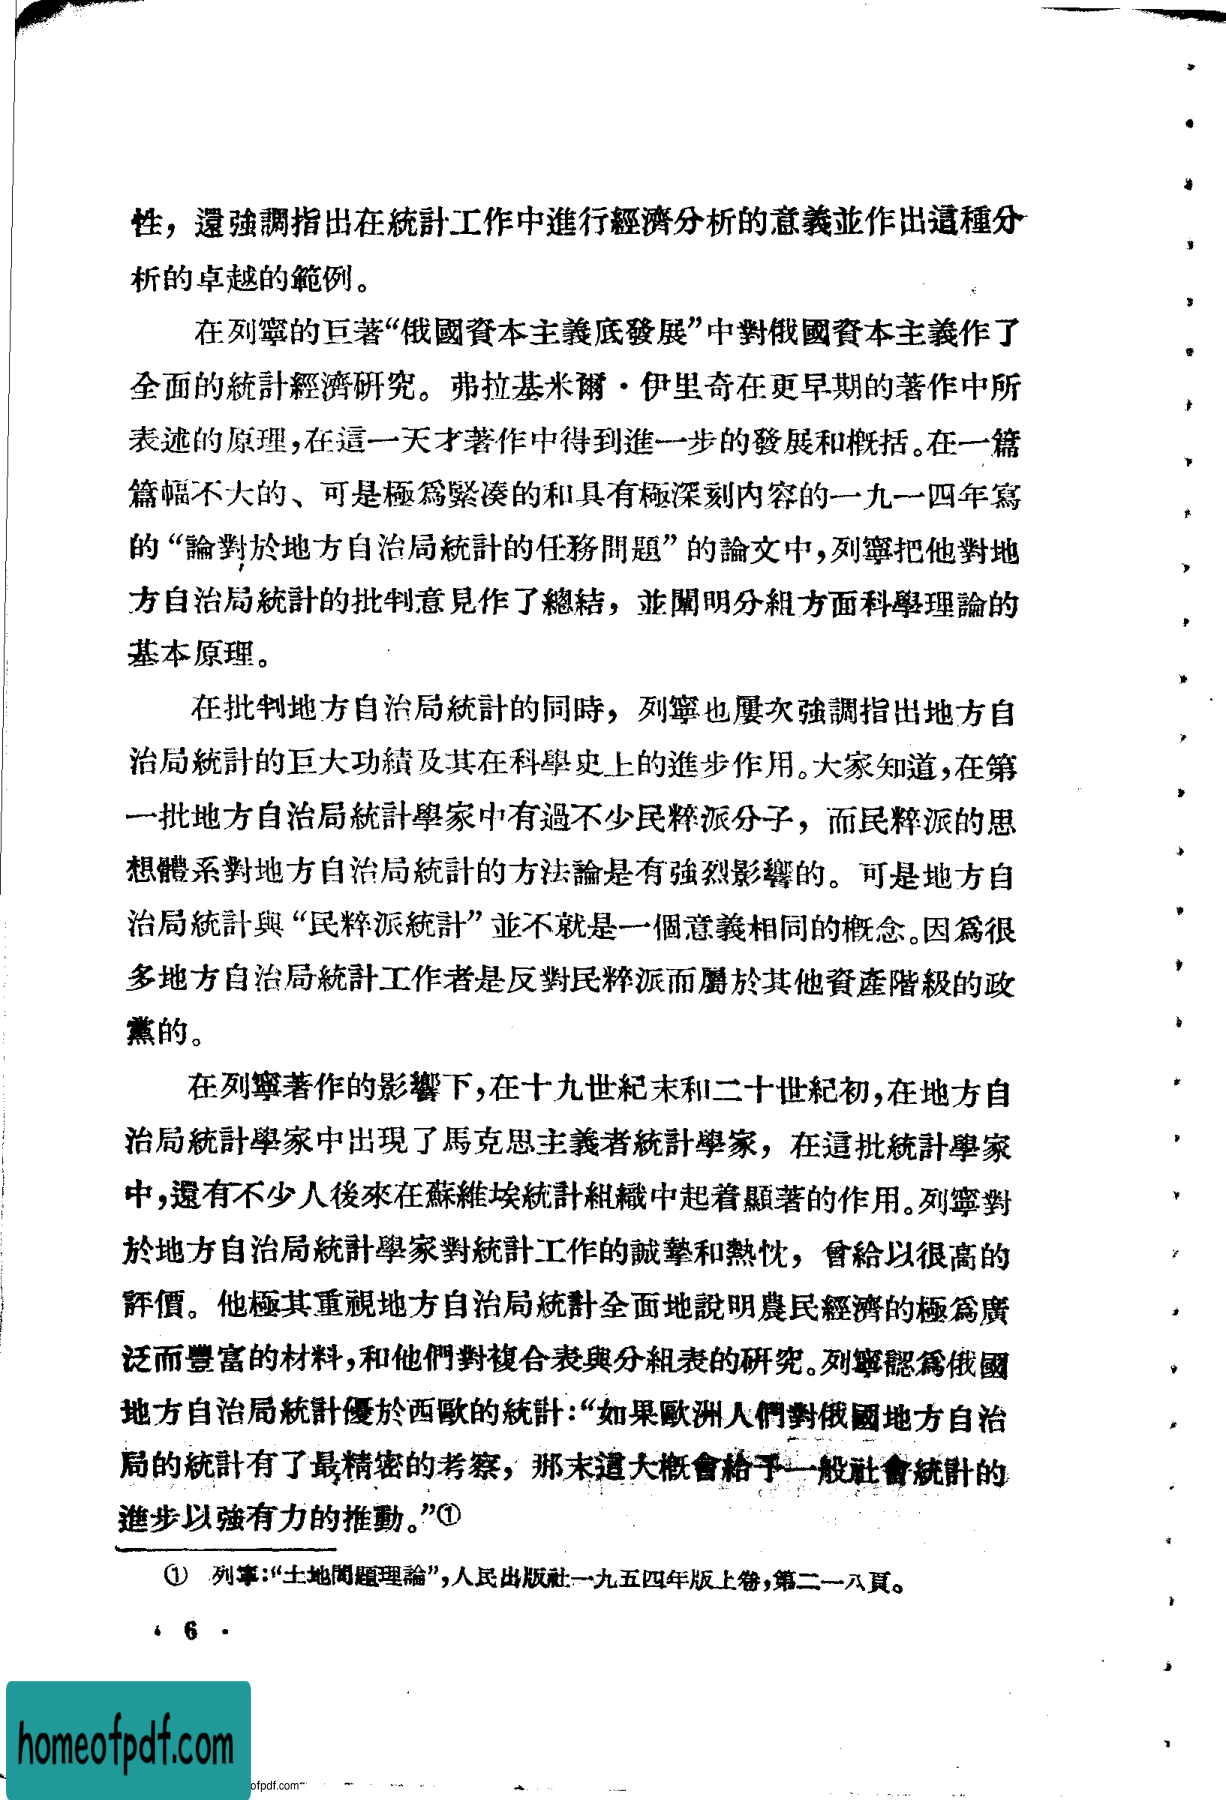 性，還強調指出在統計工作中進行經濟分析的意義並作出這種分
析的卓越的範例。
在列寧的巨著“俄國資本主義底發展”中對俄國資本主義作了
全面的統計經濟研究。弗拉基米爾·伊里奇在更早期的著作中所
表述的原理，在這一天才著作中得到進一步的發展和概括。在一篇
篇幅不大的、可是極爲緊凑的和具有極深刻内容的一九一四年寫
的“論對於地方自治局統計的任務問題”的論文中，列寧把他對地
方自治局統計的批判意見作了總結，並闡明分組方面科學理論的
基本原理。
在批判地方自治局統計的同時，列寧也屢次強調指出地方自
治局統計的巨大功績及其在科學史上的進步作用。大家知道，在第
一批地方自治局統計學家中有過不少民粹派分子，而民粹派的思
想體系對地方自治局統計的方法論是有強烈影響的。可是地方自
治局統計與“民粹派統計”並不就是一個意義相同的概念。因爲很
多地方自治局統計工作者是反對民粹派而屬於其他資產階級的政
黨的。
在列寧著作的影響下，在十九世紀末和二十世紀初，在地方自
治局統計學家中出現了馬克思主義者統計學家，在這批統計學家
中，還有不少人後來在蘇維埃統計組織中起着顯著的作用。列寧對
於地方自治局統計學家對統計工作的誠摯和熱忱，曾給以很高的
評價。他極其重視地方自治局統計全面地說明農民經濟的極爲廣
泛而豐富的材料，和他們對複合表與分組表的研究。列寧認爲俄國
地方自治局統計優於西歐的統計：“如果歐洲人們對俄國地方自治
局的統計有了最精密的考察，那末這大概會給予一般社會統計的
進步以強有力的推動。”①
① 列寧：“土地問題理論”，人民出版社一九五四年版上卷，第二一八頁。
· 6 ·
homeofpdf.com
ofpdf.com